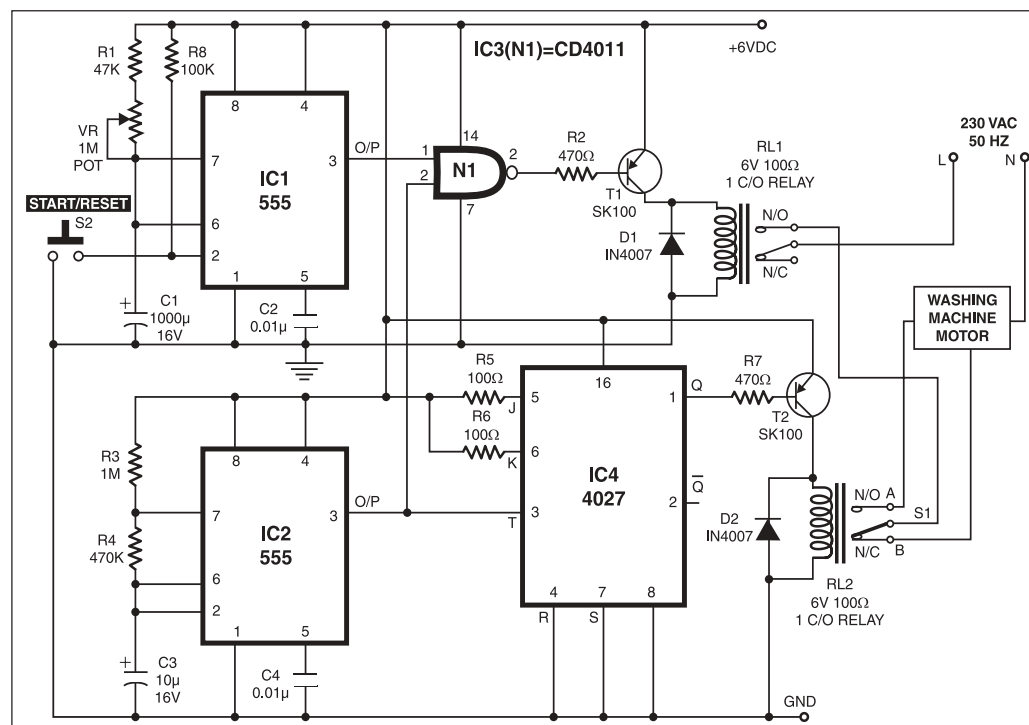 R1
47K
R8
100K
IC3(N1)=CD4011
+6VDC
8
4
VR
1M
POT
7
3
O/P
14
1
2
N1
2
R2
470Ω
T1
SK100
RL1
6V 100Ω
1 C/O RELAY
230 VAC
50 HZ
L
N
IC1
555
START/RESET
S2
6
2
7
D1
IN4007
N/O
N/C
1
5
C1
1000µ
16V
+
C2
0.01µ
WASHING
MACHINE
MOTOR
R5
100Ω
16
R7
470Ω
5
J
1
Q
R6
100Ω
T2
SK100
6
K
R3
1M
8
4
IC4
4027
Q̅
2
7
3
O/P
3
T
IC2
555
R4
470K
6
2
D2
IN4007
N/O
A
S1
N/C
B
4
7
8
R
S
RL2
6V 100Ω
1 C/O RELAY
1
5
+
C3
10µ
16V
C4
0.01µ
GND